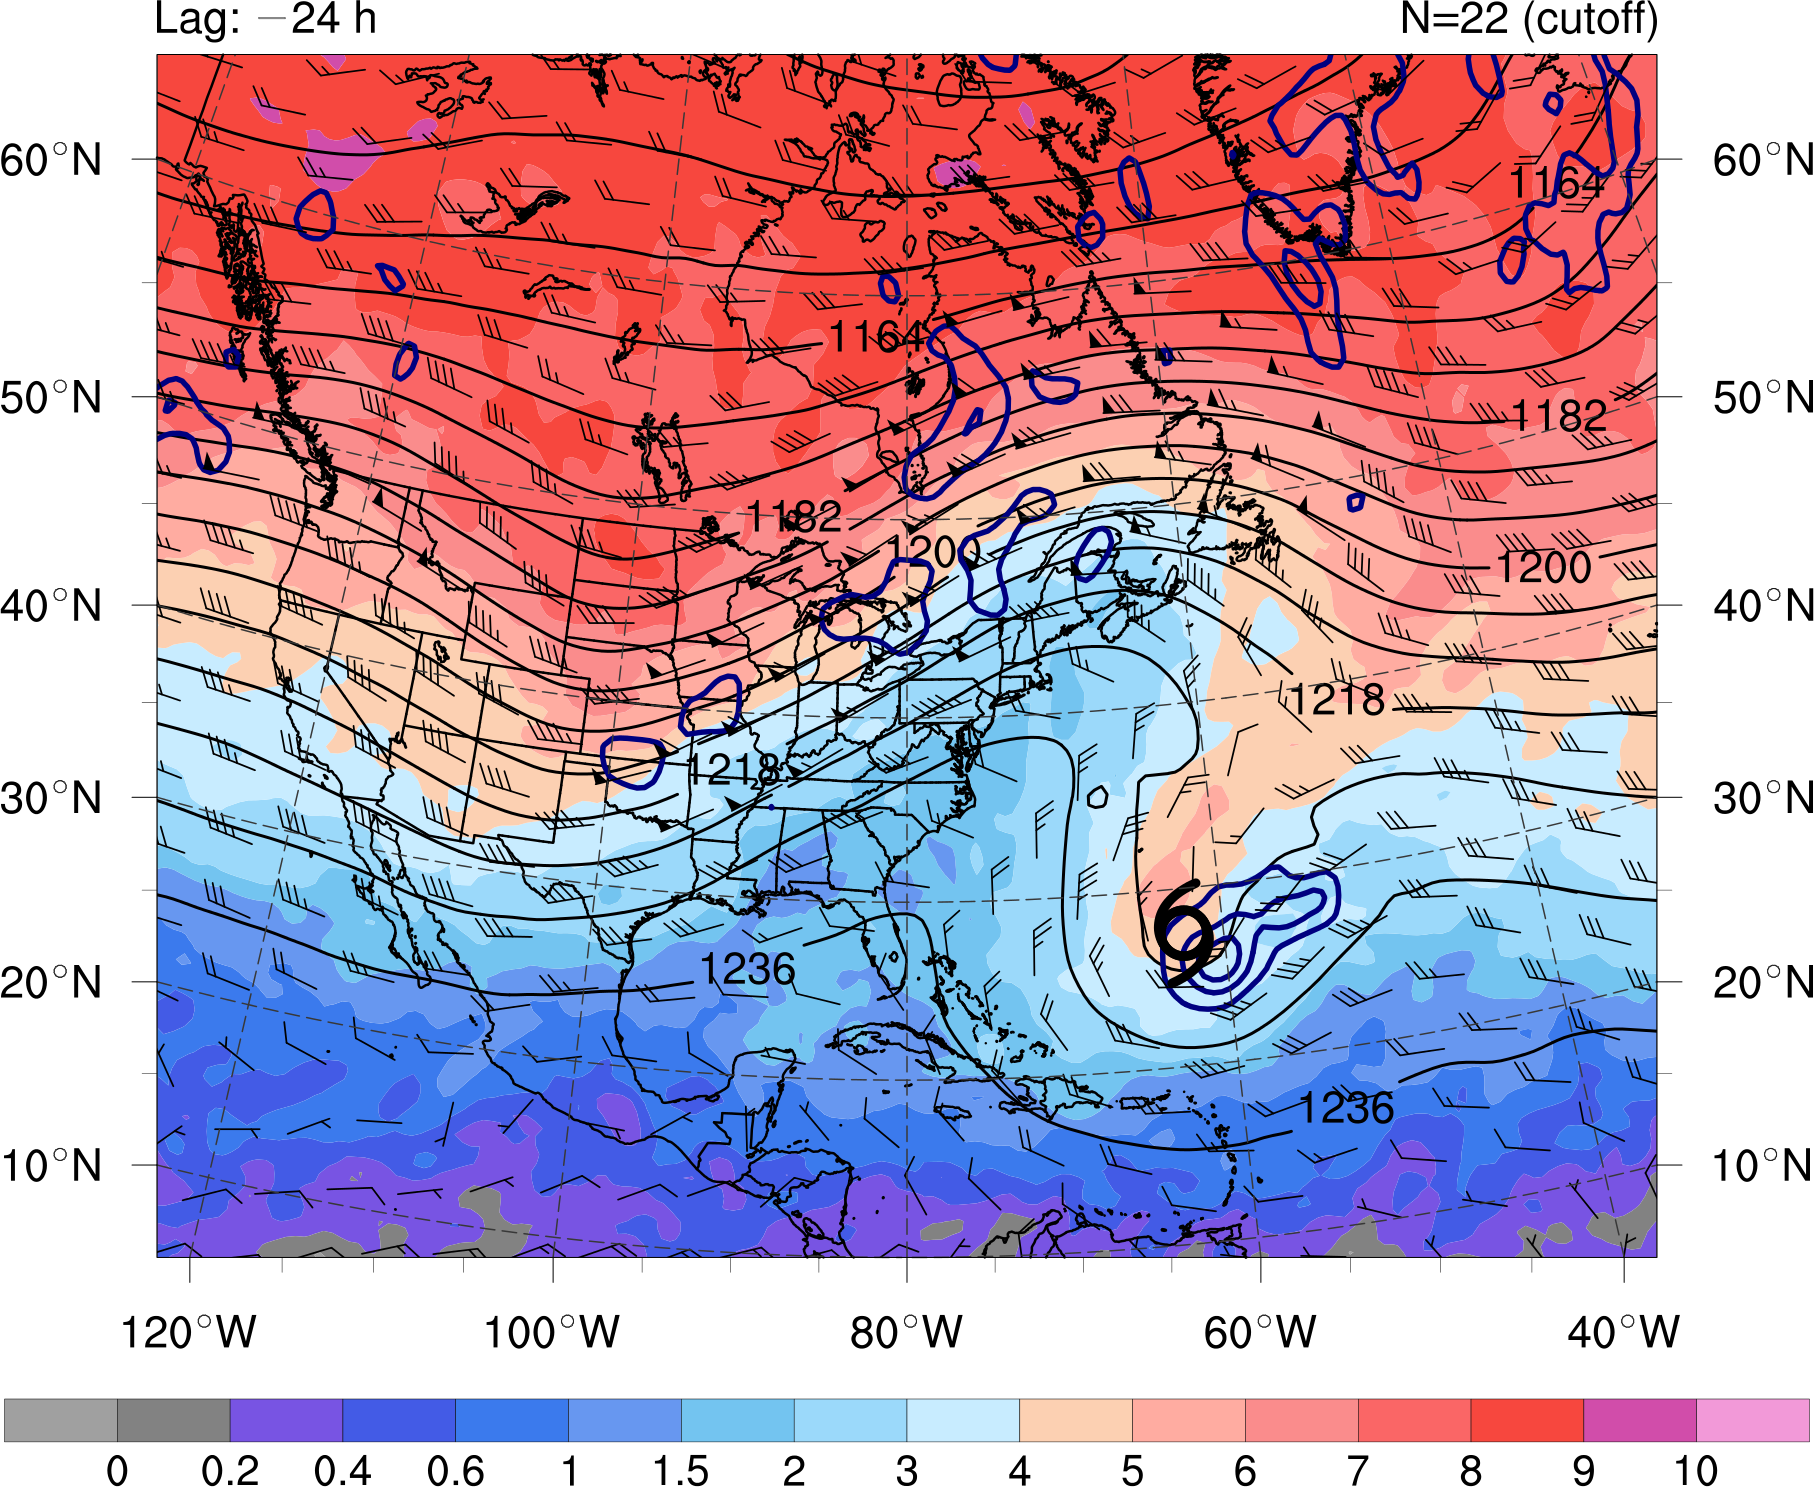 Lag: −24 h
N=22 (cutoff)
60°N
60°N
1164
1164
50°N
50°N
1182
1182
1200
1200
40°N
40°N
1218
1218
30°N
30°N
1236
20°N
20°N
1236
10°N
10°N
120°W 100°W 80°W 60°W 40°W
0 0.2 0.4 0.6 1 1.5 2 3 4 5 6 7 8 9 10